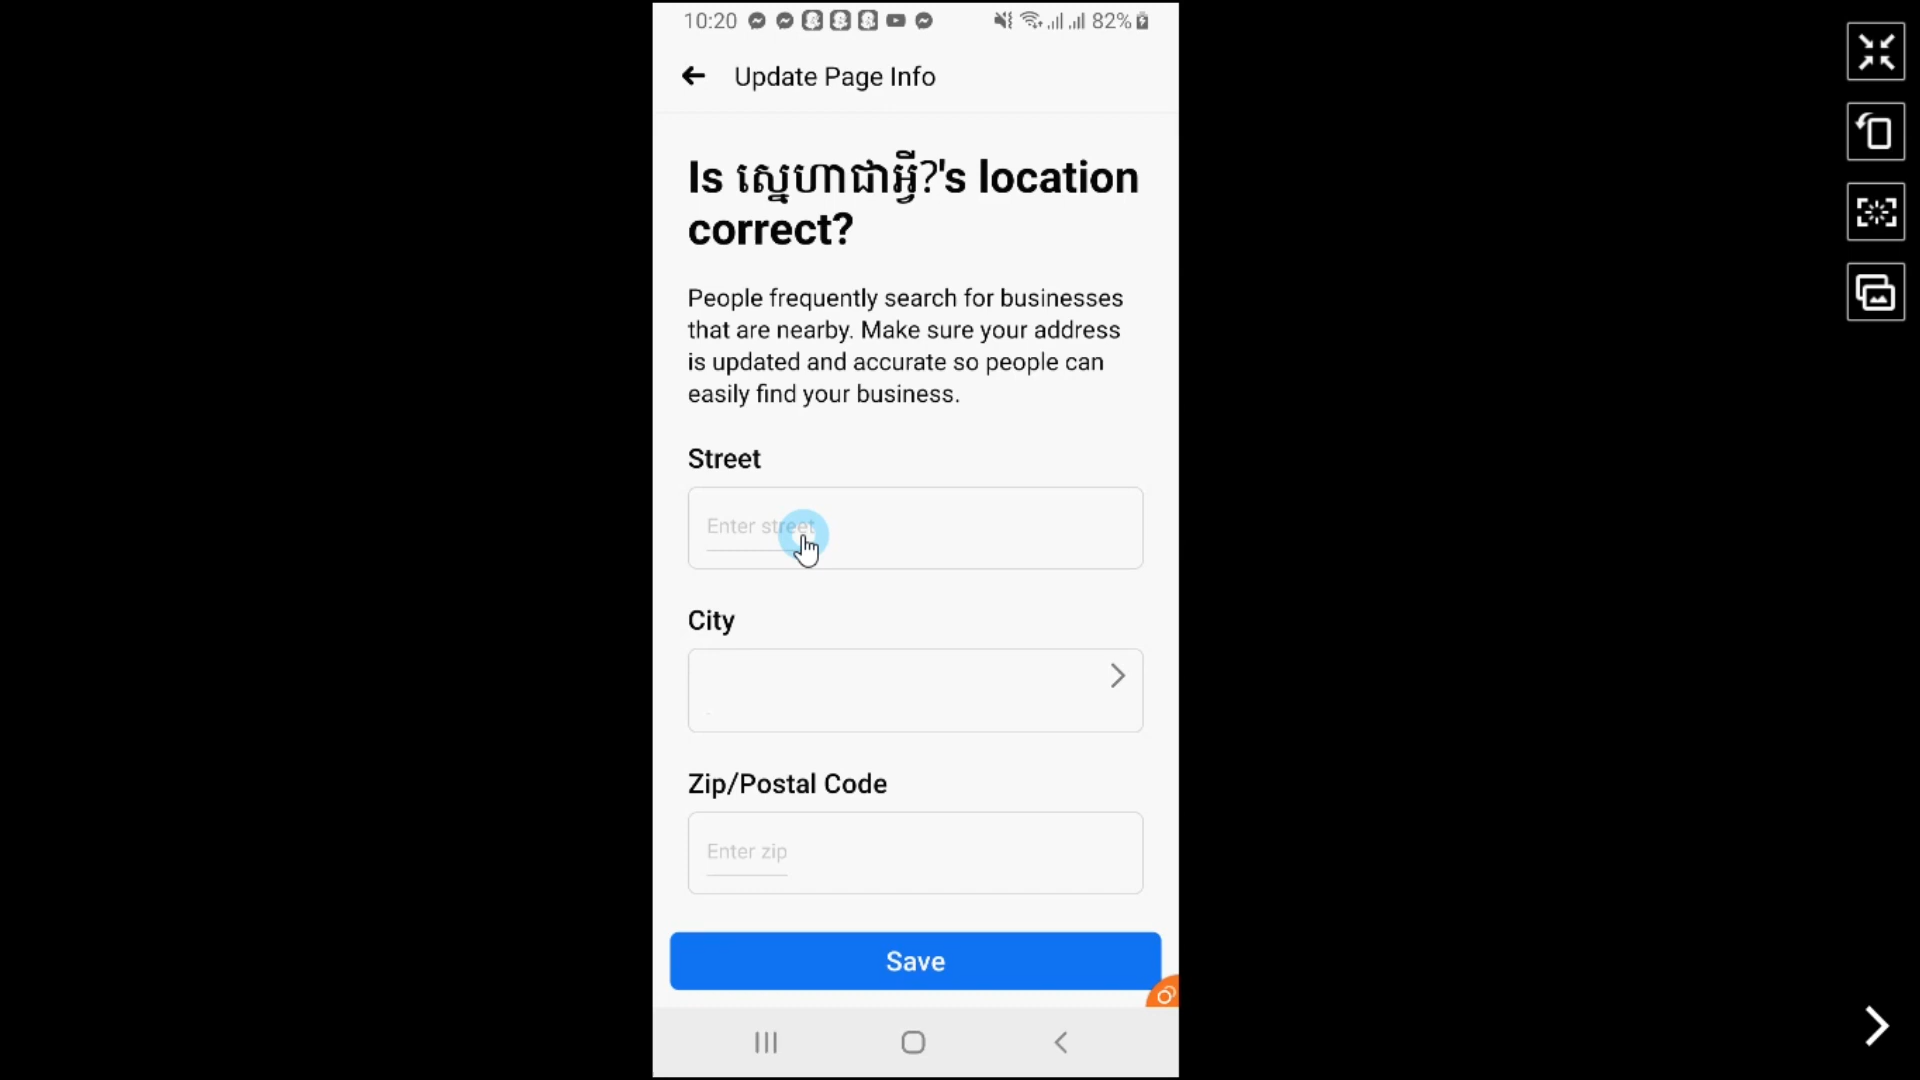 10:20 82%
Update Page Info
Is ស្នេហាជាអ្វី?'s location
correct?
People frequently search for businesses
that are nearby. Make sure your address
is updated and accurate so people can
easily find your business.
Street
Enter street
City
Zip/Postal Code
Enter zip
Save